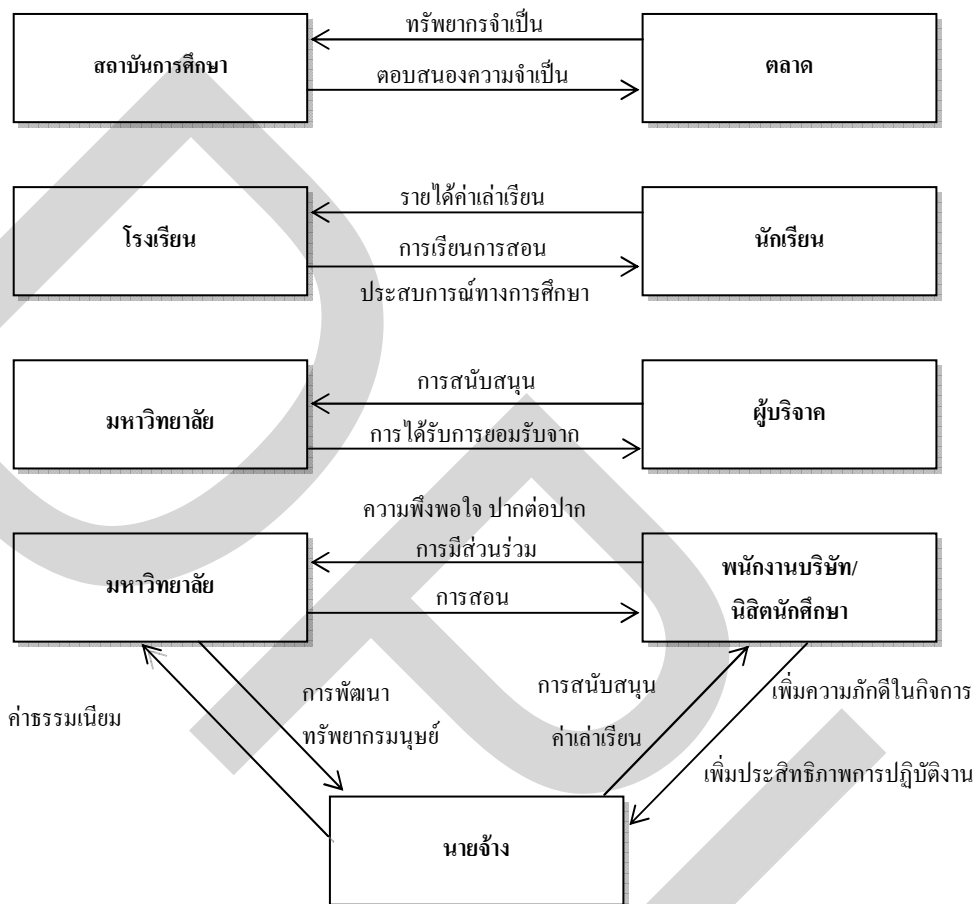 ทรัพยากรจำเป็น
สถาบันการศึกษา
ตลาด
ตอบสนองความจำเป็น
รายได้ค่าเล่าเรียน
โรงเรียน
นักเรียน
การเรียนการสอน
ประสบการณ์ทางการศึกษา
การสนับสนุน
มหาวิทยาลัย
ผู้บริจาค
การได้รับการยอมรับจาก
ความพึงพอใจ ปากต่อปาก
การมีส่วนร่วม
มหาวิทยาลัย
พนักงานบริษัท/
นิสิตนักศึกษา
การสอน
ค่าธรรมเนียม
การพัฒนา
ทรัพยากรมนุษย์
การสนับสนุน
ค่าเล่าเรียน
เพิ่มความภักดีในกิจการ
เพิ่มประสิทธิภาพการปฏิบัติงาน
นายจ้าง